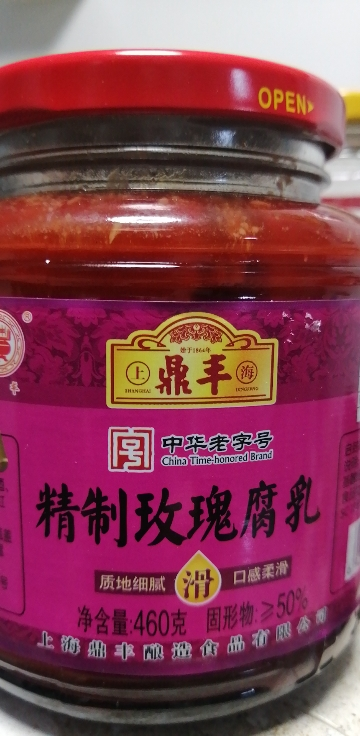 OPEN
始于1864年
上 鼎丰 海
SHANGHAI DINGFENG
中华老字号
China Time-honored Brand
精制玫瑰腐乳
质地细腻 滑 口感柔滑
净含量:460克 固形物:≥50%
上海鼎丰酿造食品有限公司